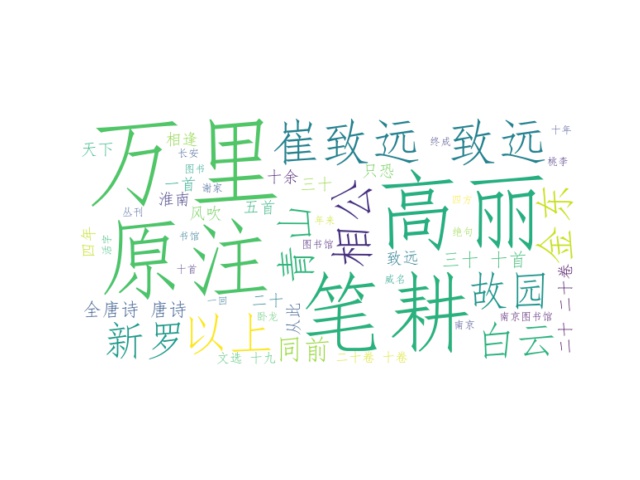 万里
崔致远
致远
十年
终成
桃李
天下
相逢
长安
图书
一首
谢家
十余
三十
只恐
淮南
风吹
五首
丛刊
高丽
相公
金东
四年
书馆
原注
青山
图书馆
年来
绝句
致远
三十
十首
二十
二十卷
十首
威名
一回
全唐诗
唐诗
二十
卧龙
从此
笔耕
故园
南京图书馆
南京
新罗
以上
同前
白云
文选
十九
二十卷
十卷